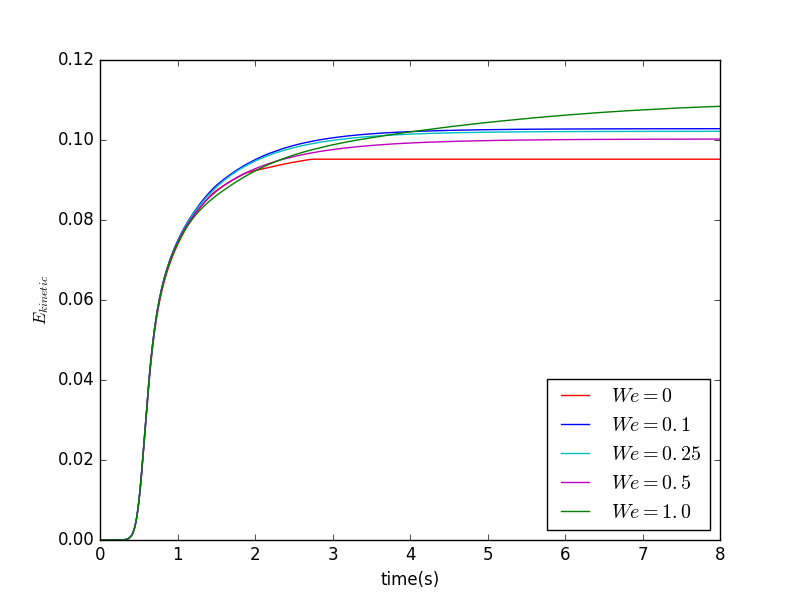 0.12
0.10
0.08
0.06
0.04
0.02
0.00
E_{kinetic}
We = 0
We = 0.1
We = 0.25
We = 0.5
We = 1.0
0 1 2 3 4 5 6 7 8
time(s)